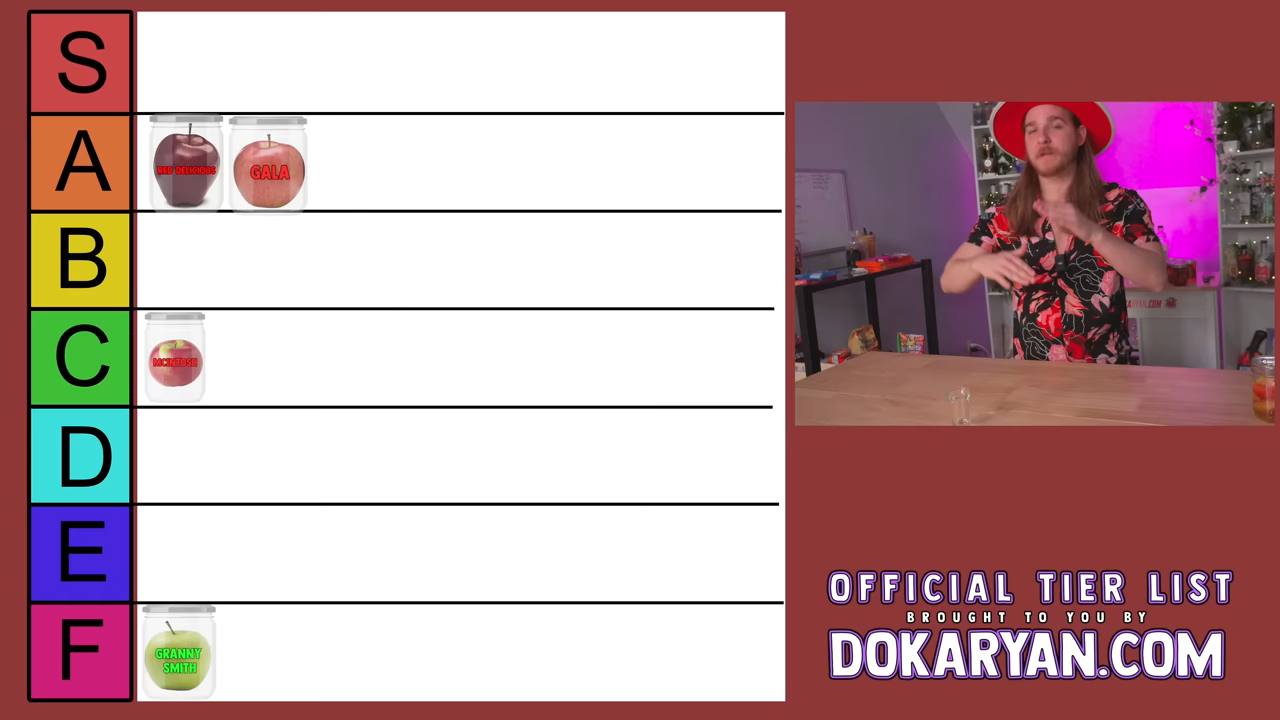 S
A
RED DELICIOUS
GALA
B
C
MCINTOSH
D
E
F
GRANNY
SMITH
OFFICIAL TIER LIST
BROUGHT TO YOU BY
DOKARYAN.COM